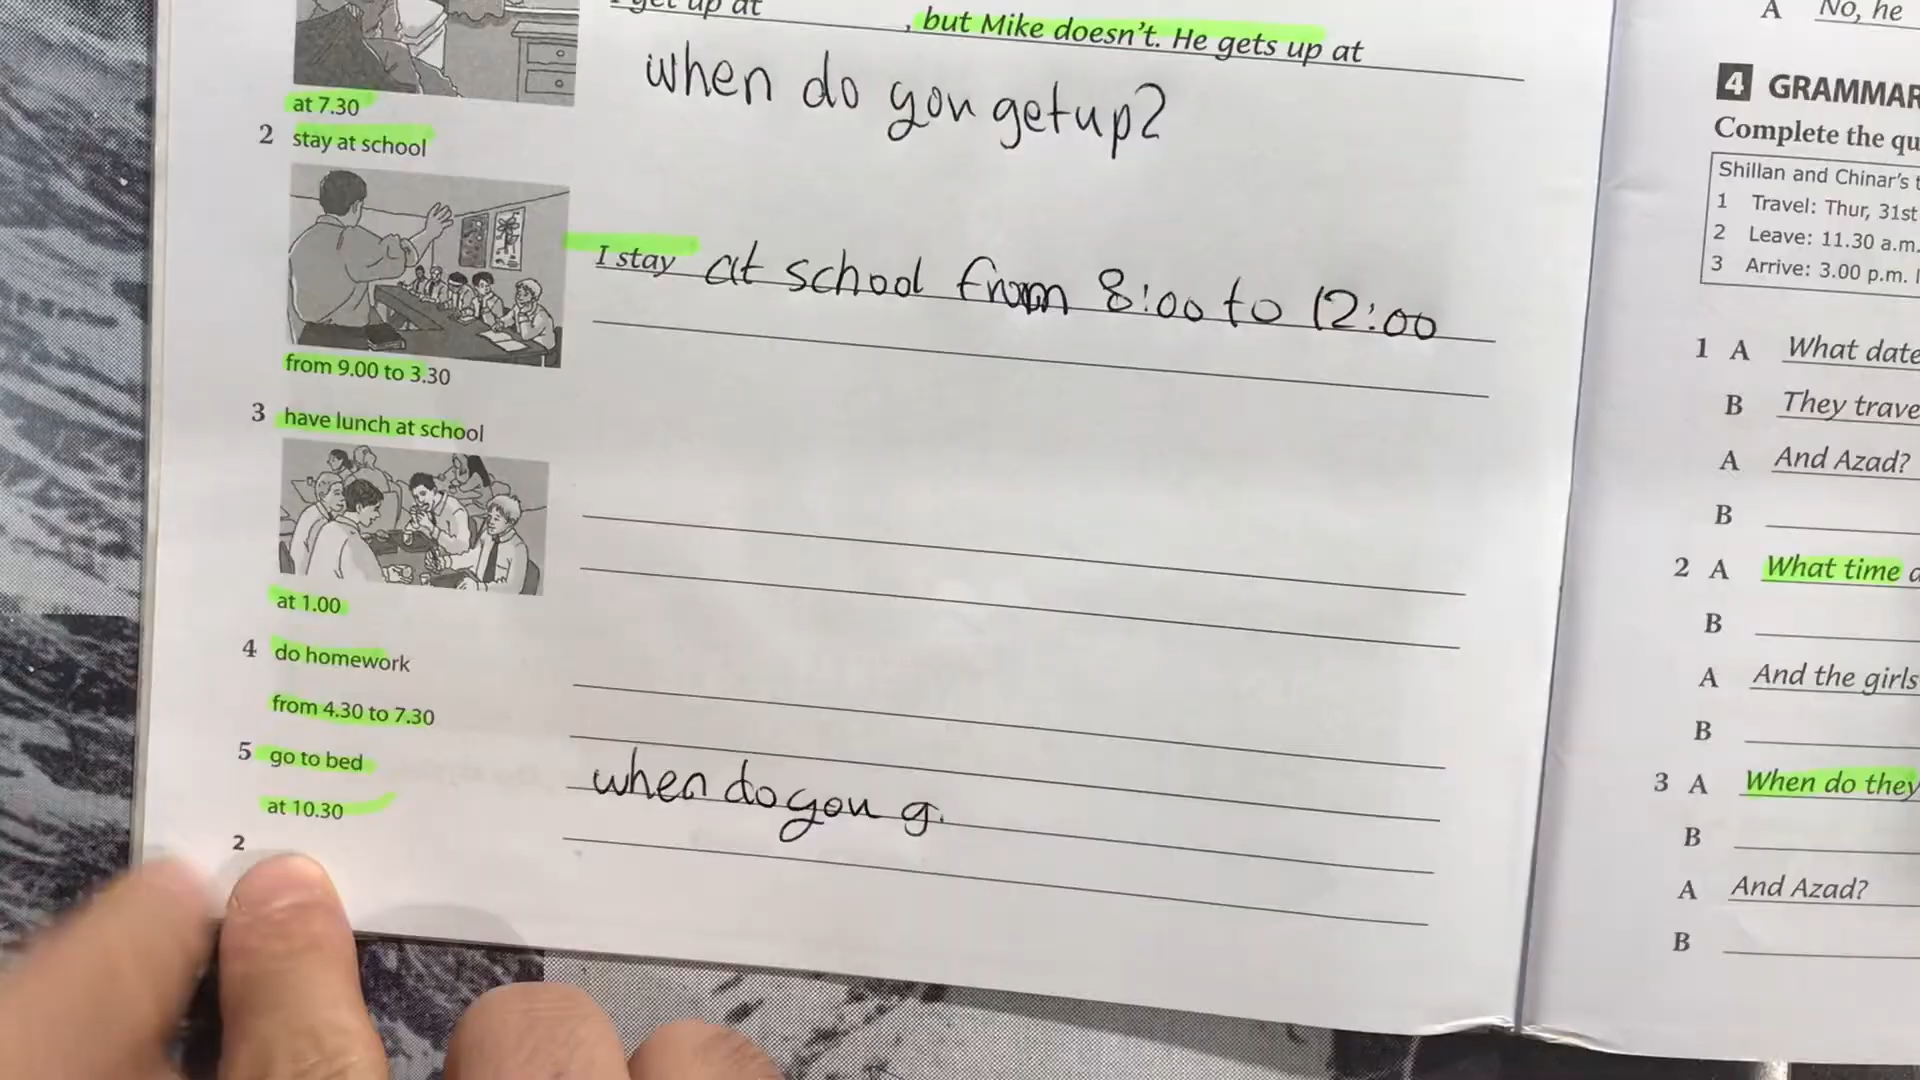 I get up at , but Mike doesn't. He gets up at
at 7.30
when do you get up?
2 stay at school
I stay at school from 8:00 to 12:00
from 9.00 to 3.30
3 have lunch at school
at 1.00
4 do homework
from 4.30 to 7.30
5 go to bed
when do you g.
at 10.30
2
A No, he
4 GRAMMAR
Complete the qu
Shillan and Chinar's t
1 Travel: Thur, 31st
2 Leave: 11.30 a.m.
3 Arrive: 3.00 p.m.
1 A What date
B They trave
A And Azad?
B
2 A What time
B
A And the girls
B
3 A When do they
B
A And Azad?
B